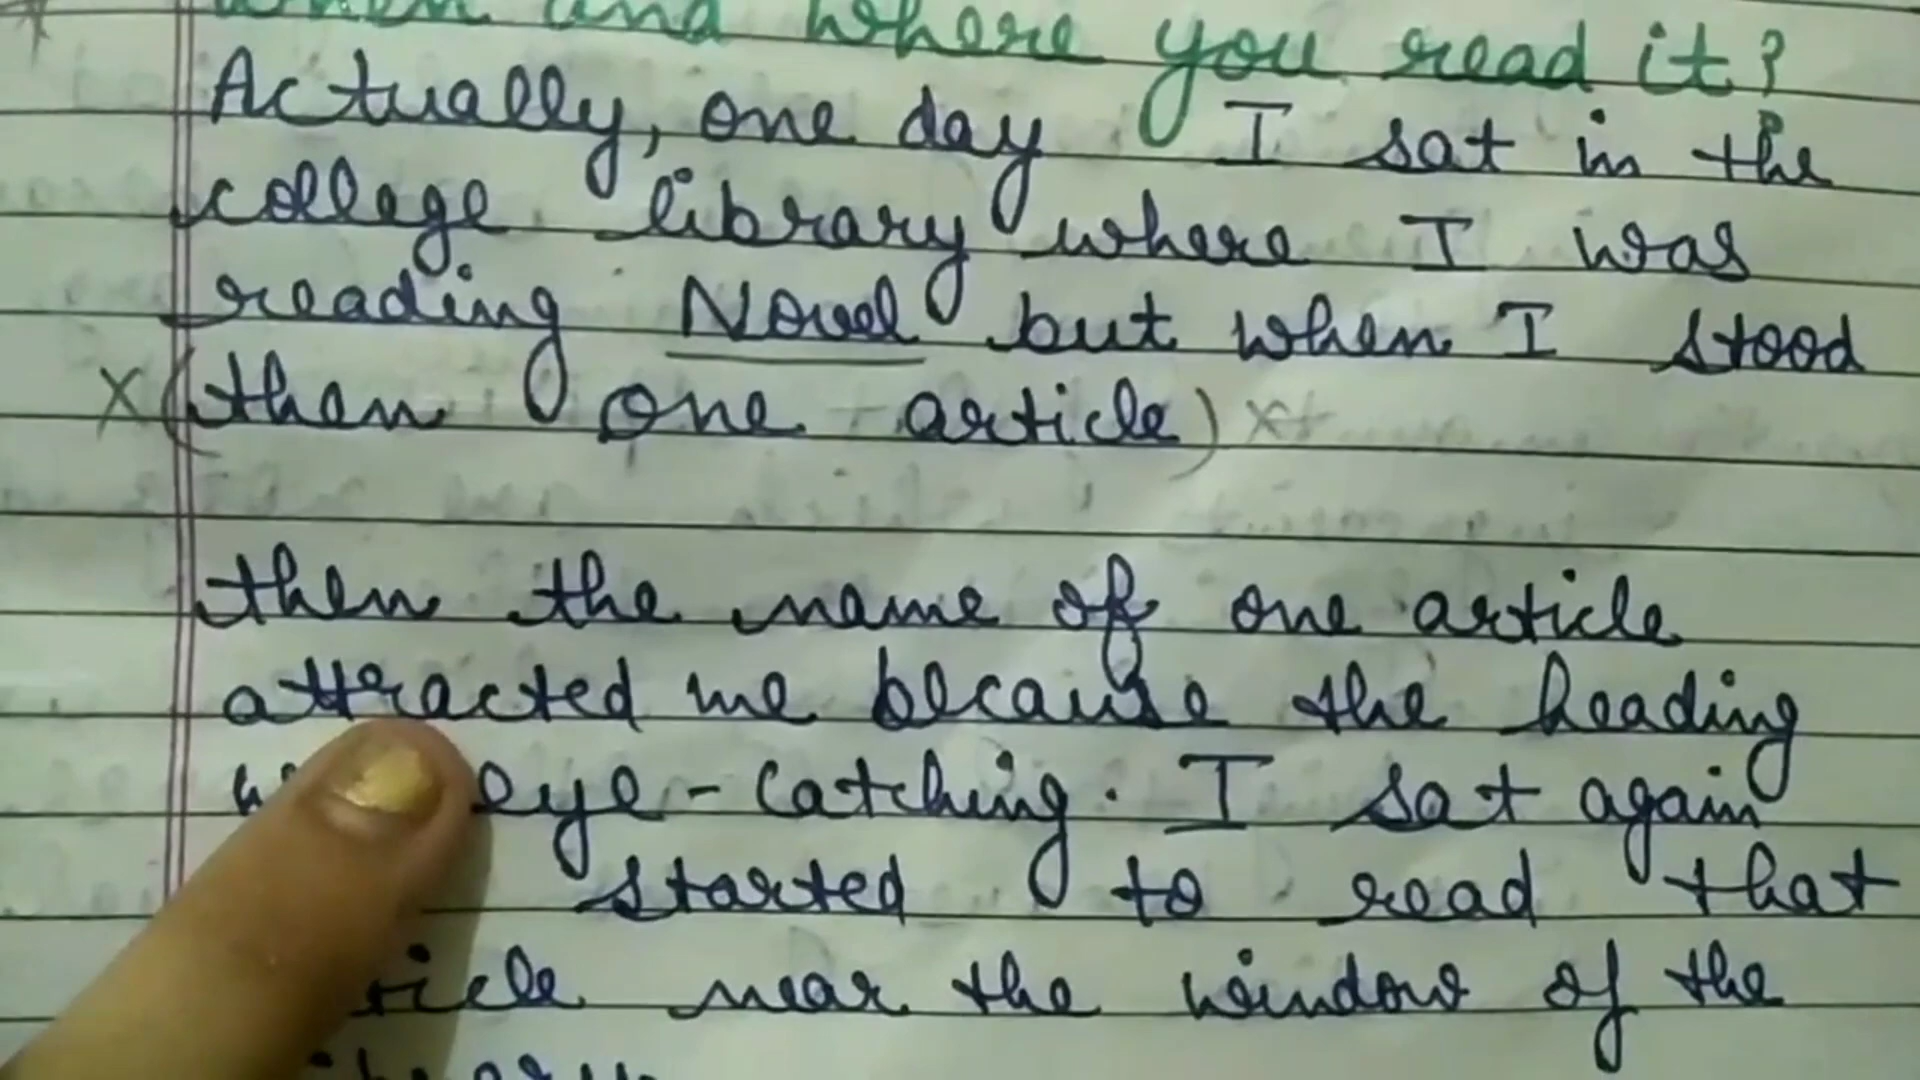 when and where you read it?
Actually, one day I sat in the
college library where I was
reading Novel but when I stood
X (then one article) X+
then the name of one article
attracted me because the heading
eye-catching. I sat again
started to read that
near the window of the